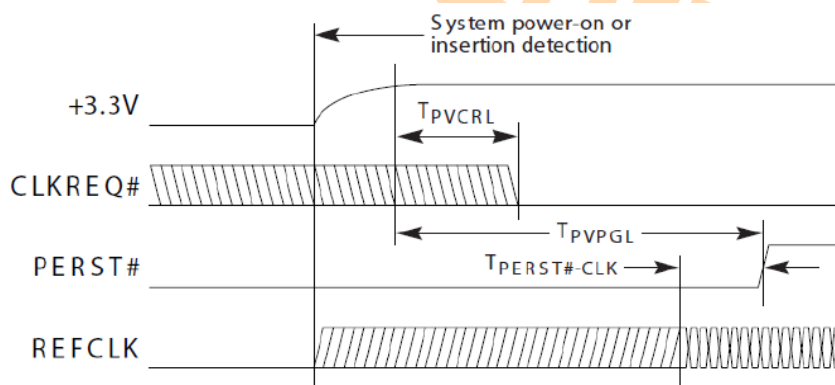 System power-on or
insertion detection
+3.3V
TPVCRL
CLKREQ#
TPVPGL
PERST#
TPERST#-CLK
REFCLK